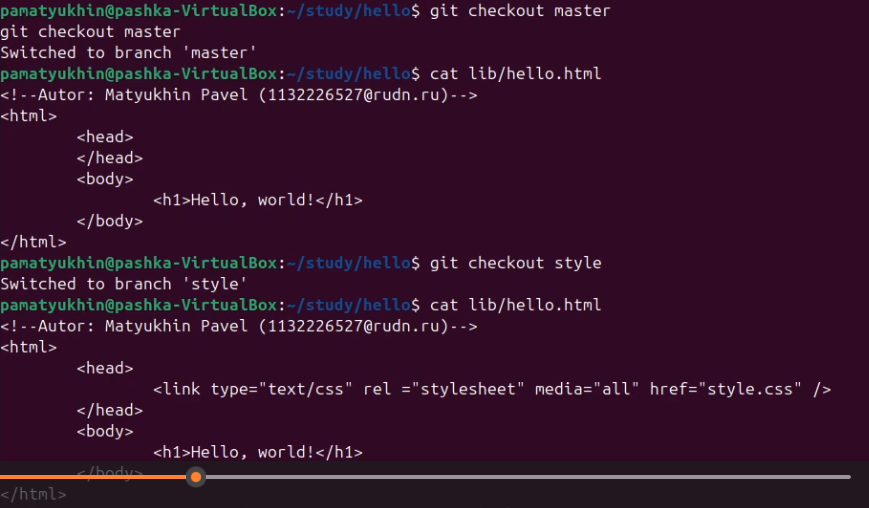 pamatyukhin@pashka-VirtualBox:~/study/hello$ git checkout master
git checkout master
Switched to branch 'master'
pamatyukhin@pashka-VirtualBox:~/study/hello$ cat lib/hello.html
<!--Autor: Matyukhin Pavel (1132226527@rudn.ru)-->
<html>
        <head>
        </head>
        <body>
                <h1>Hello, world!</h1>
        </body>
</html>
pamatyukhin@pashka-VirtualBox:~/study/hello$ git checkout style
Switched to branch 'style'
pamatyukhin@pashka-VirtualBox:~/study/hello$ cat lib/hello.html
<!--Autor: Matyukhin Pavel (1132226527@rudn.ru)-->
<html>
        <head>
                <link type="text/css" rel ="stylesheet" media="all" href="style.css" />
        </head>
        <body>
                <h1>Hello, world!</h1>
        </body>
</html>